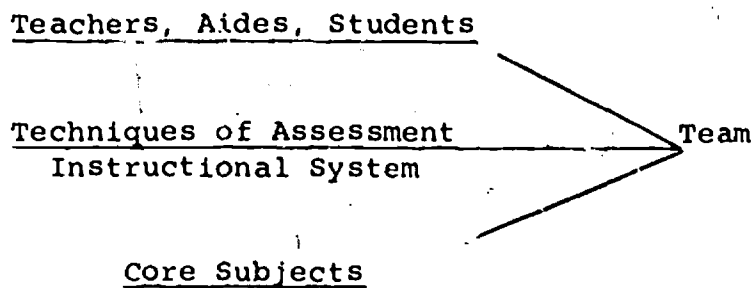 Teachers, Aides, Students
Techniques of Assessment Team
Instructional System
Core Subjects